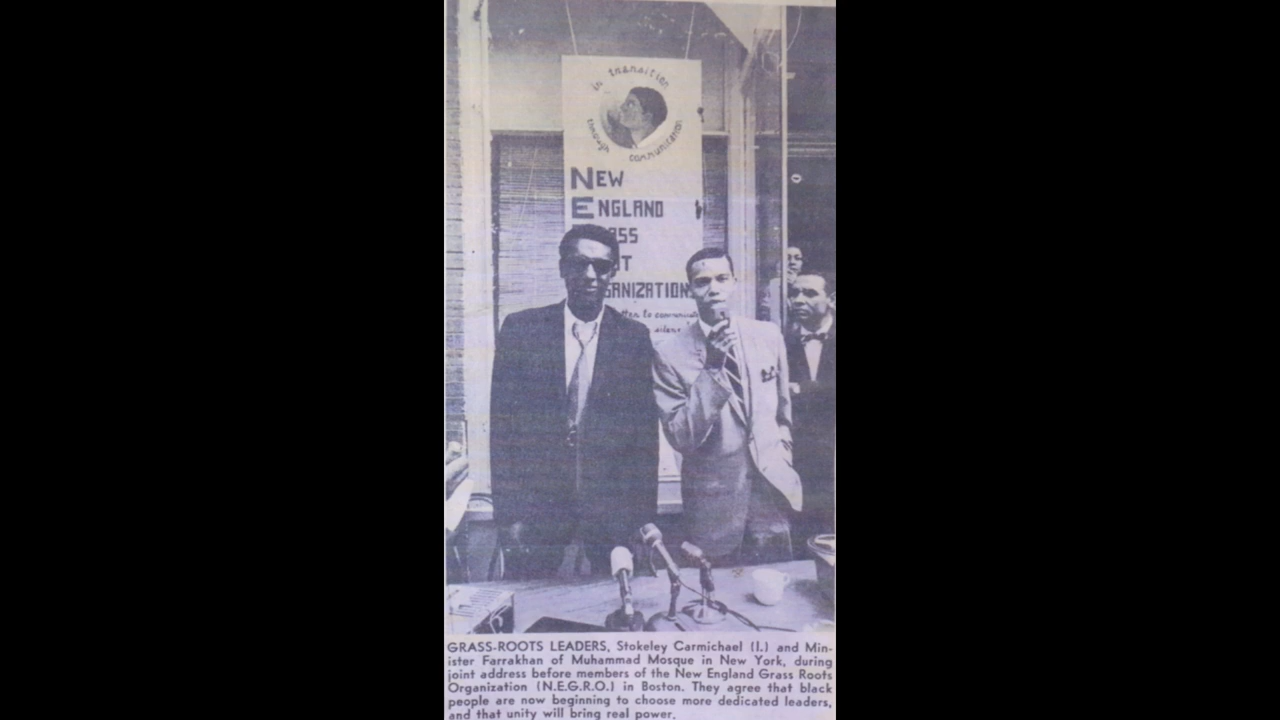 in transition
through communication
NEW
ENGLAND
ASS
T
GANIZATION
GRASS-ROOTS LEADERS, Stokeley Carmichael (l.) and Min-
ister Farrakhan of Muhammad Mosque in New York, during
joint address before members of the New England Grass Roots
Organization (N.E.G.R.O.) in Boston. They agree that black
people are now beginning to choose more dedicated leaders,
and that unity will bring real power.